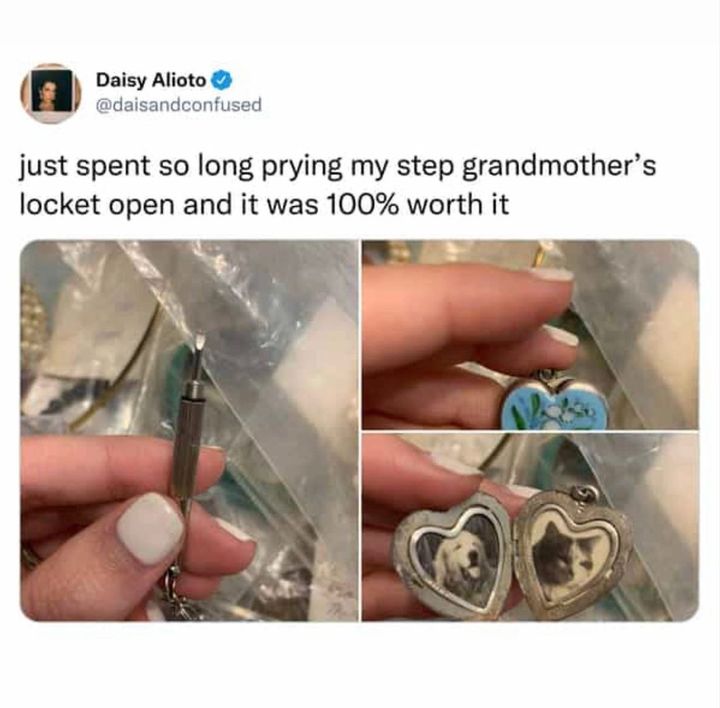 Daisy Alioto
@daisandconfused
just spent so long prying my step grandmother’s
locket open and it was 100% worth it